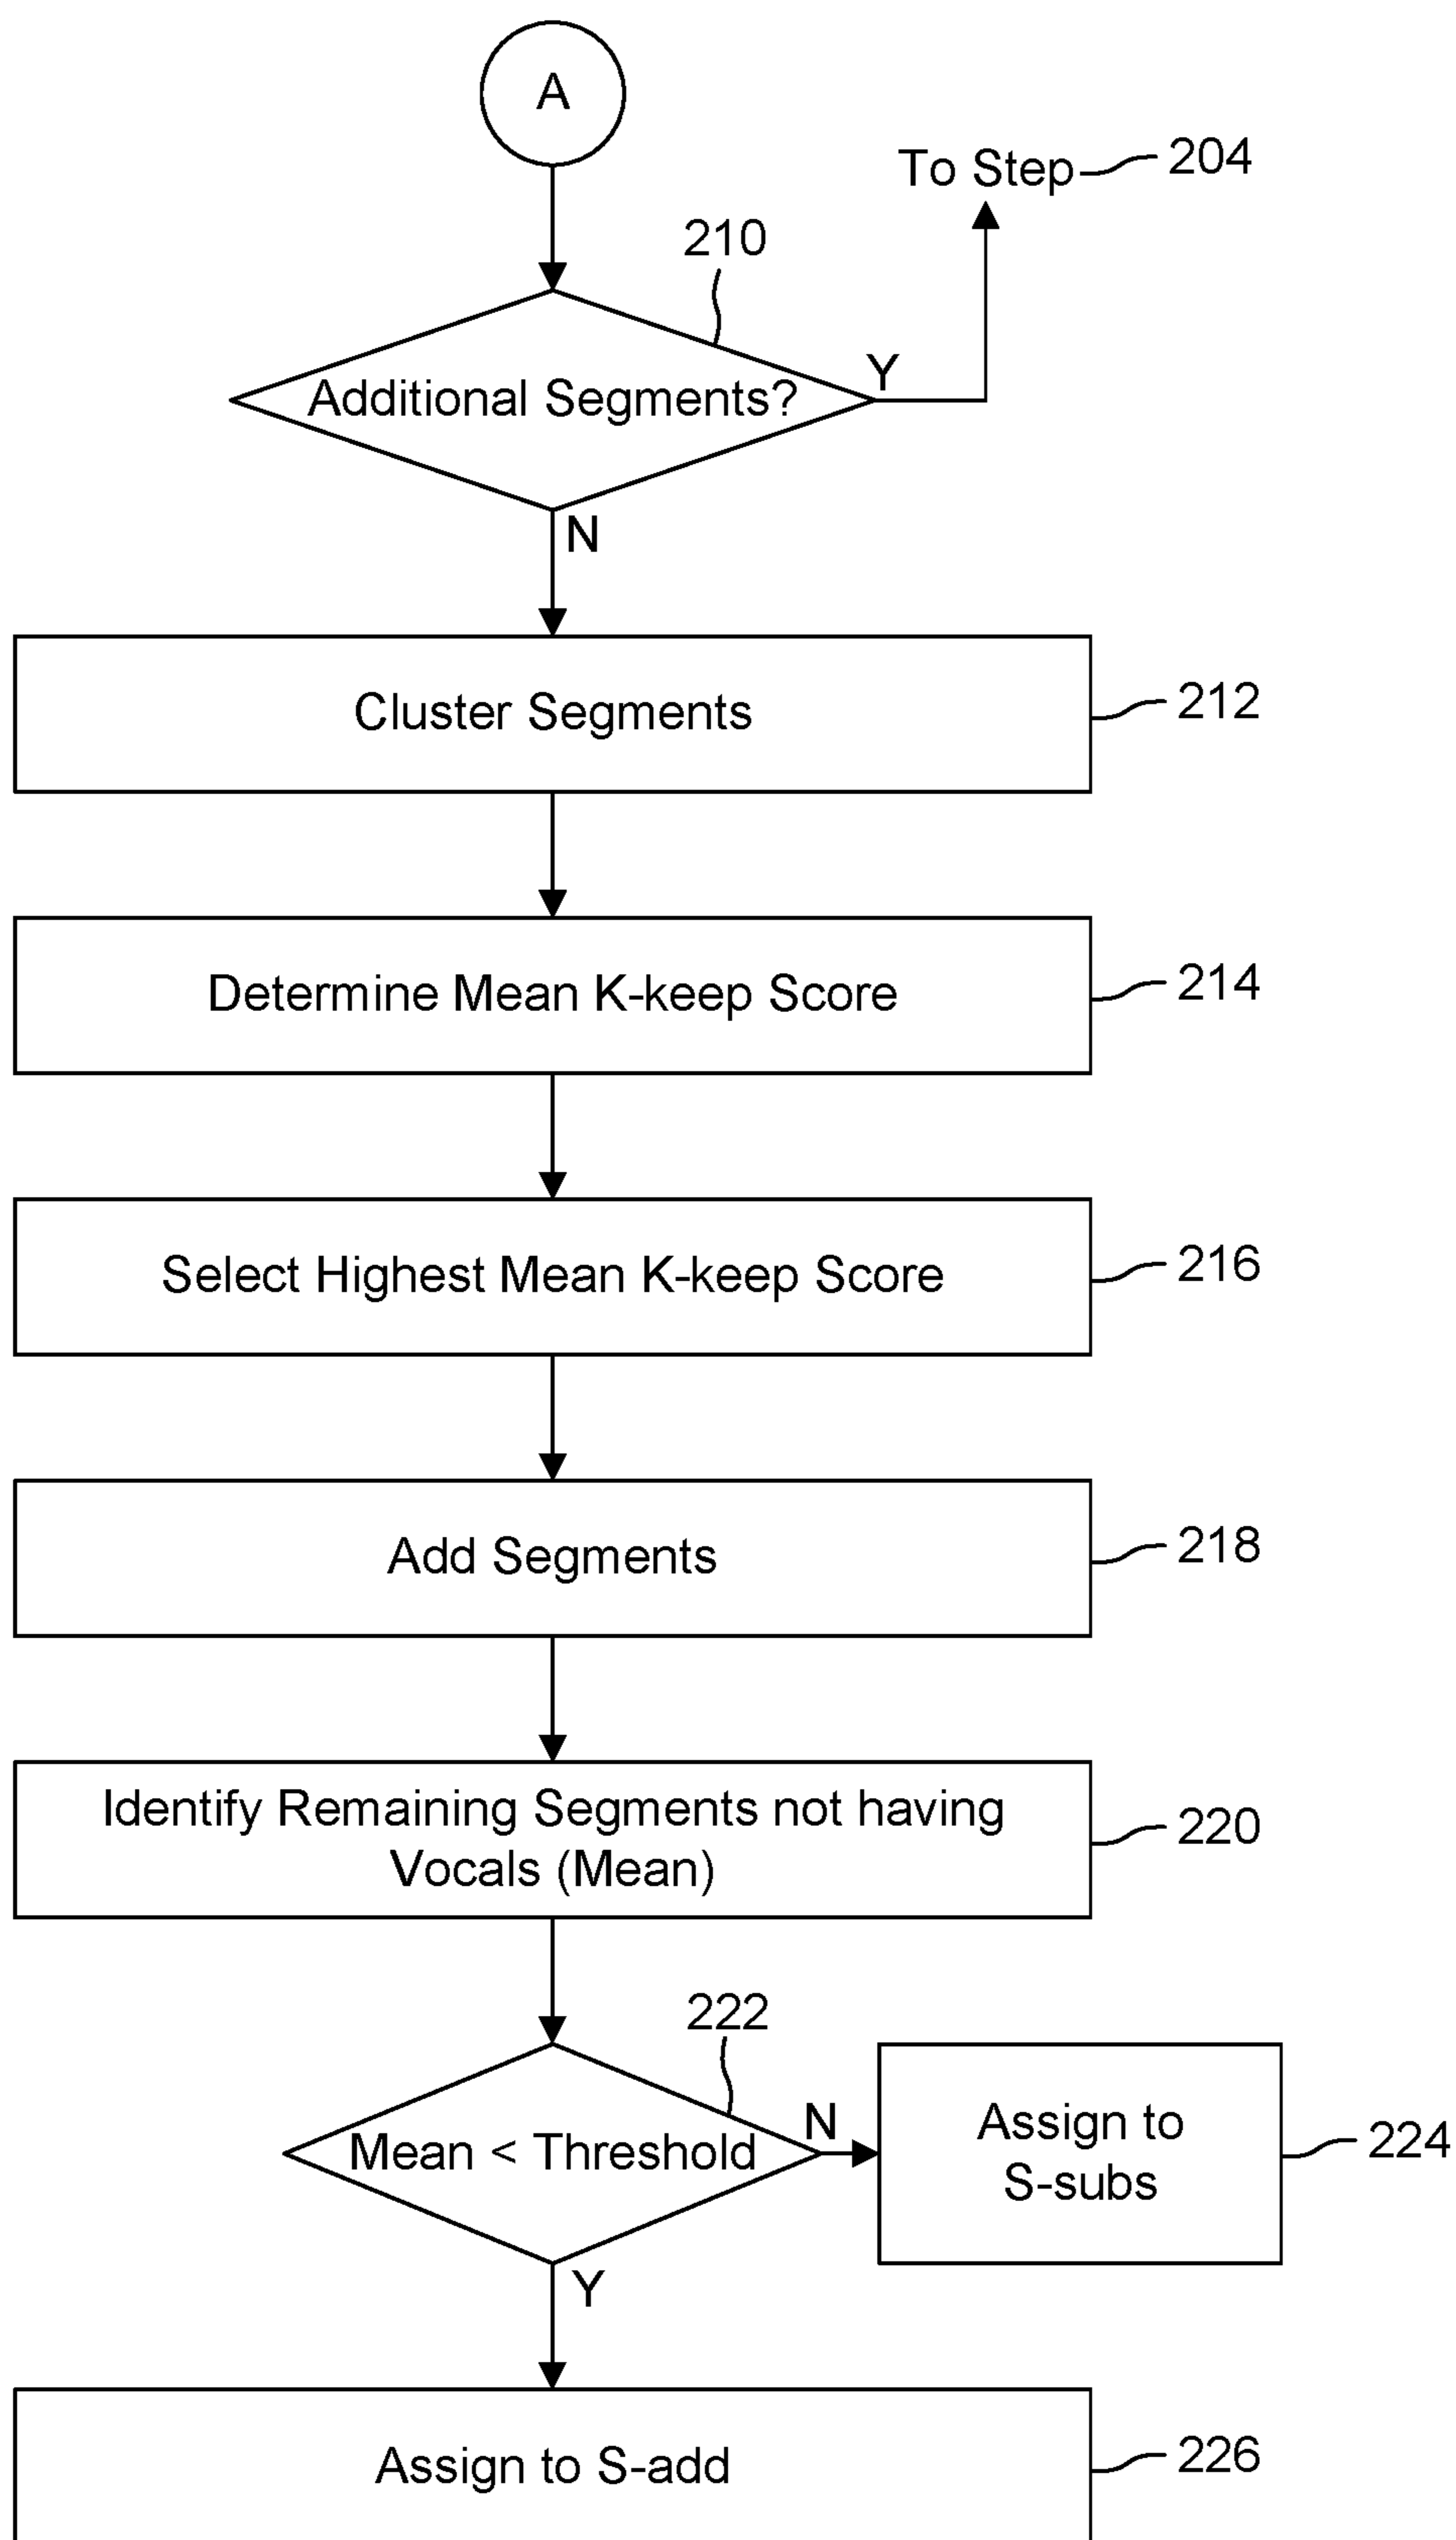 A
To Step 204
210
Y
Additional Segments?
N
Cluster Segments 212
Determine Mean K-keep Score 214
Select Highest Mean K-keep Score 216
Add Segments 218
Identify Remaining Segments not having
Vocals (Mean)
220
222
N
Mean < Threshold
Assign to
S-subs
224
Y
Assign to S-add 226